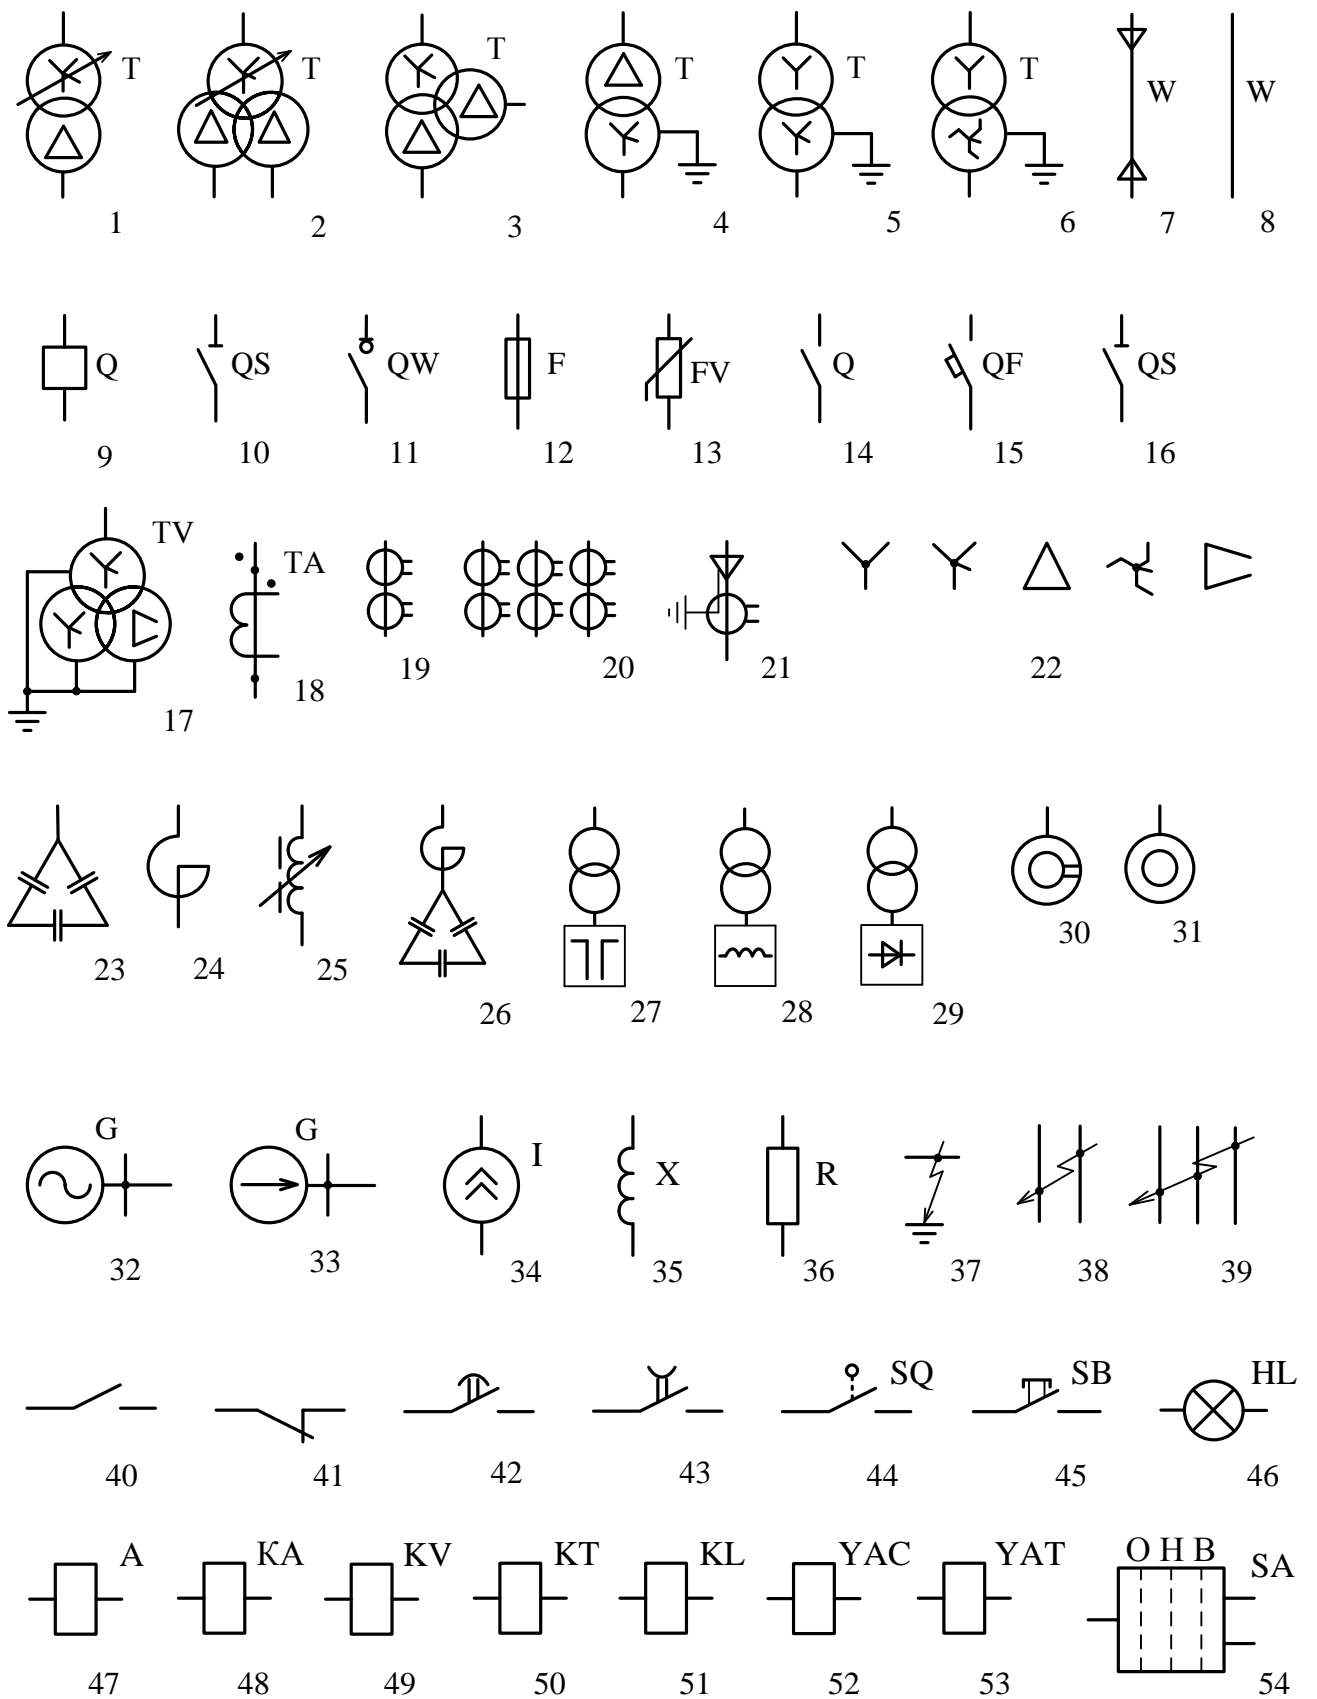 T T T T T T W W
1 2 3 4 5 6 7 8
Q QS QW F FV Q QF QS
9 10 11 12 13 14 15 16
TV TA
17 18 19 20 21 22
23 24 25 26 27 28 29 30 31
G G I X R
32 33 34 35 36 37 38 39
SQ SB HL
40 41 42 43 44 45 46
A KA KV KT KL YAC YAT О Н В SA
47 48 49 50 51 52 53 54